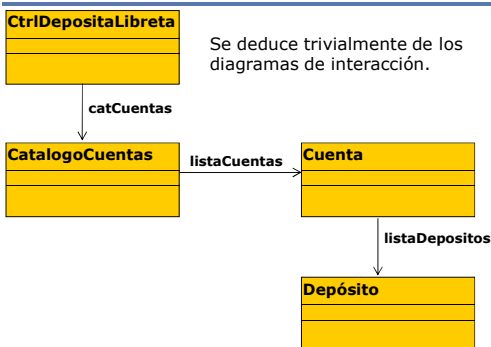 CtrlDepositaLibreta
Se deduce trivialmente de los
diagramas de interacción.
catCuentas
CatalogoCuentas
listaCuentas
Cuenta
listaDepositos
Depósito